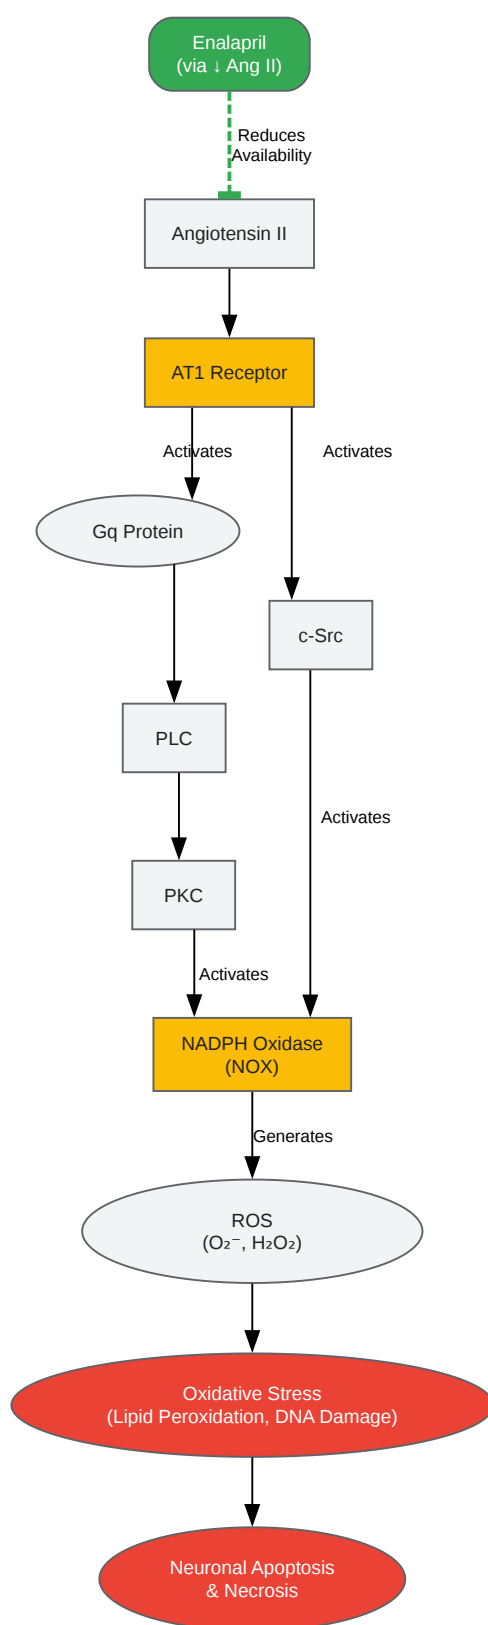 Enalapril
(via ↓ Ang II)
Reduces
Availability
Angiotensin II
AT1 Receptor
Activates
Activates
Gq Protein
c-Src
PLC
Activates
PKC
Activates
NADPH Oxidase
(NOX)
Generates
ROS
(O₂⁻, H₂O₂)
Oxidative Stress
(Lipid Peroxidation, DNA Damage)
Neuronal Apoptosis
& Necrosis